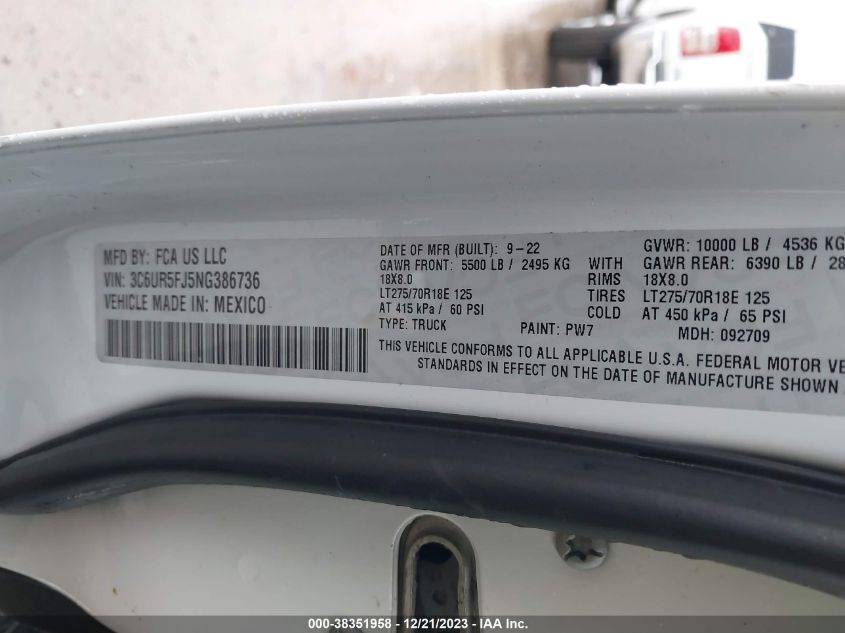 MFD BY: FCA US LLC
VIN: 3C6UR5FJ5NG386736
VEHICLE MADE IN: MEXICO
DATE OF MFR (BUILT): 9-22 GVWR: 10000 LB / 4536 KG
GAWR FRONT: 5500 LB / 2495 KG WITH GAWR REAR: 6390 LB / 28
18X8.0 RIMS 18X8.0
LT275/70R18E 125 TIRES LT275/70R18E 125
AT 415 kPa / 60 PSI COLD AT 450 kPa / 65 PSI
TYPE: TRUCK PAINT: PW7 MDH: 092709
THIS VEHICLE CONFORMS TO ALL APPLICABLE U.S.A. FEDERAL MOTOR VE
STANDARDS IN EFFECT ON THE DATE OF MANUFACTURE SHOWN
000-38351958 - 12/21/2023 - IAA Inc.